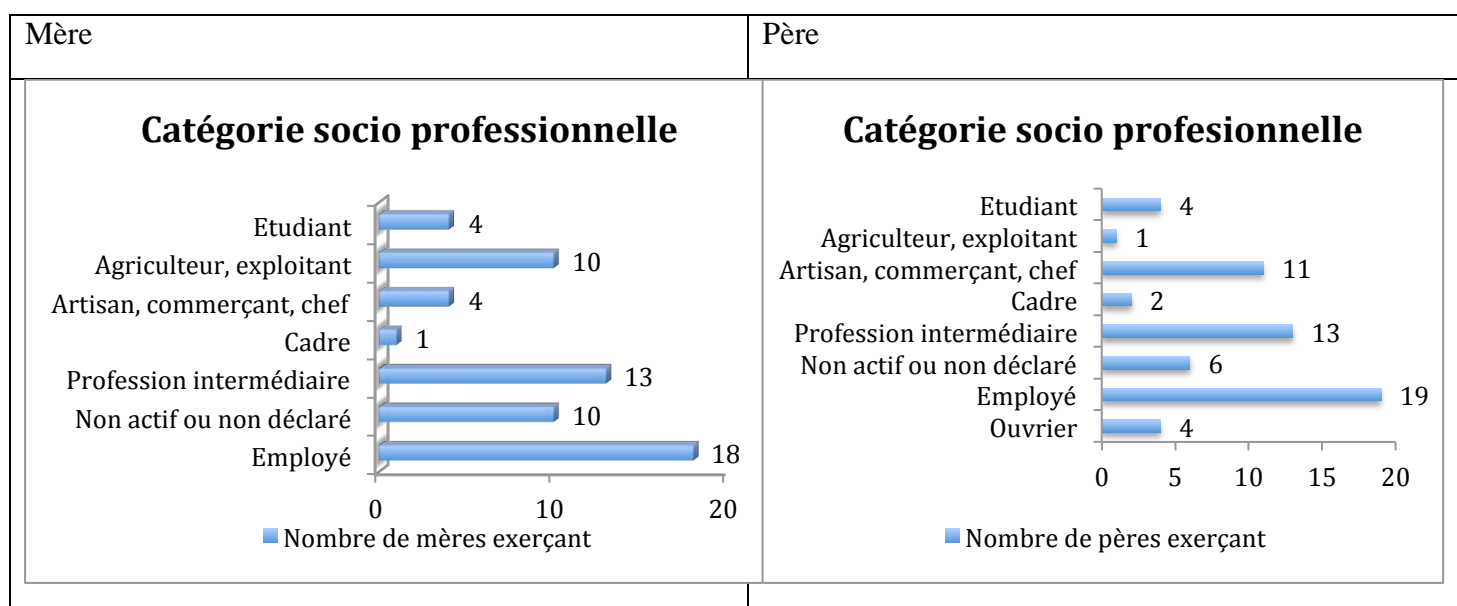 Mère
Père
Catégorie socio professionnelle
Etudiant 4
Agriculteur, exploitant 10
Artisan, commerçant, chef 4
Cadre 1
Profession intermédiaire 13
Non actif ou non déclaré 10
Employé 18
0 10 20
Nombre de mères exerçant
Catégorie socio profesionnelle
Etudiant 4
Agriculteur, exploitant 1
Artisan, commerçant, chef 11
Cadre 2
Profession intermédiaire 13
Non actif ou non déclaré 6
Employé 19
Ouvrier 4
0 5 10 15 20
Nombre de pères exerçant